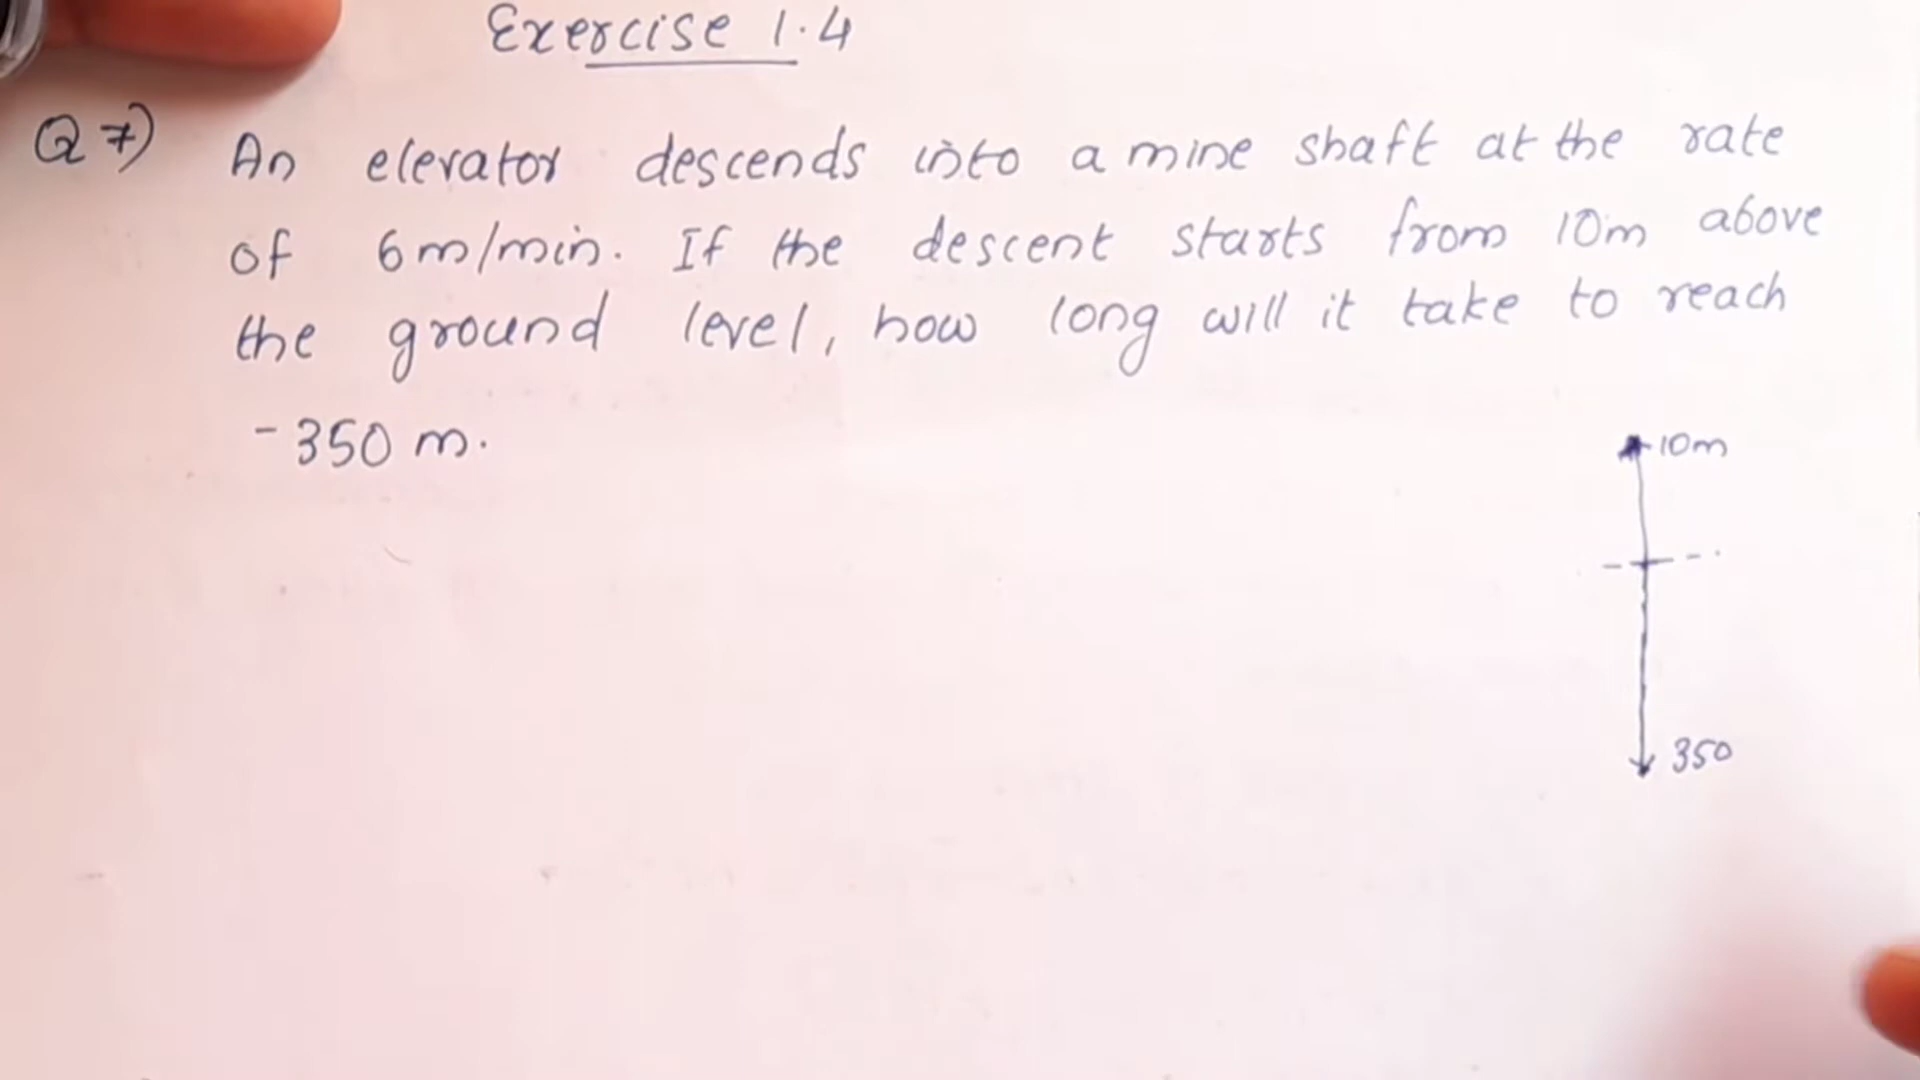 Exercise 1.4
Q 7) An elevator descends into a mine shaft at the rate
of 6m/min. If the descent starts from 10m above
the ground level, how long will it take to reach
-350 m.
10m
350